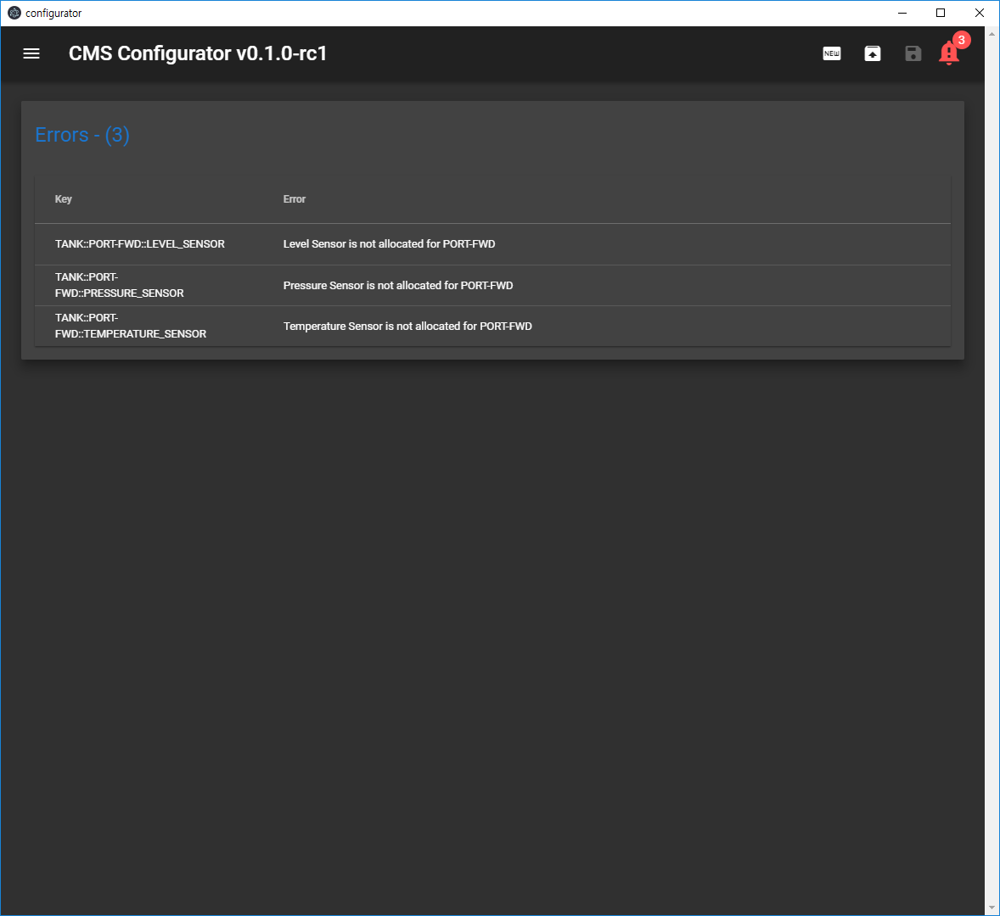 configurator
CMS Configurator v0.1.0-rc1
NEW
3
Errors - (3)
Key Error
TANK::PORT-FWD::LEVEL_SENSOR Level Sensor is not allocated for PORT-FWD
TANK::PORT-
FWD::PRESSURE_SENSOR Pressure Sensor is not allocated for PORT-FWD
TANK::PORT-
FWD::TEMPERATURE_SENSOR Temperature Sensor is not allocated for PORT-FWD